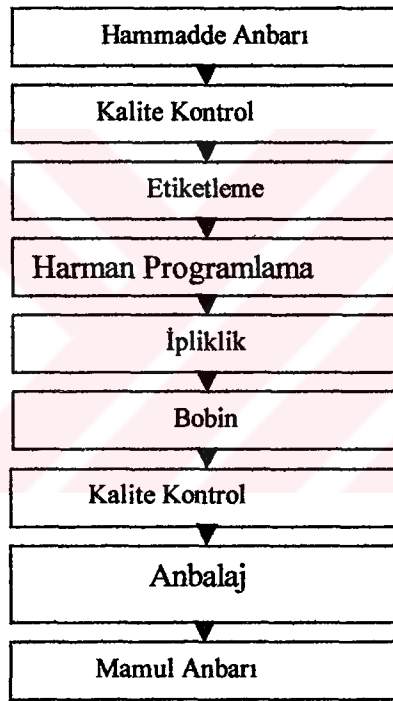 Hammadde Anbarı
Kalite Kontrol
Etiketleme
Harman Programlama
İpliklik
Bobin
Kalite Kontrol
Anbalaj
Mamul Anbarı